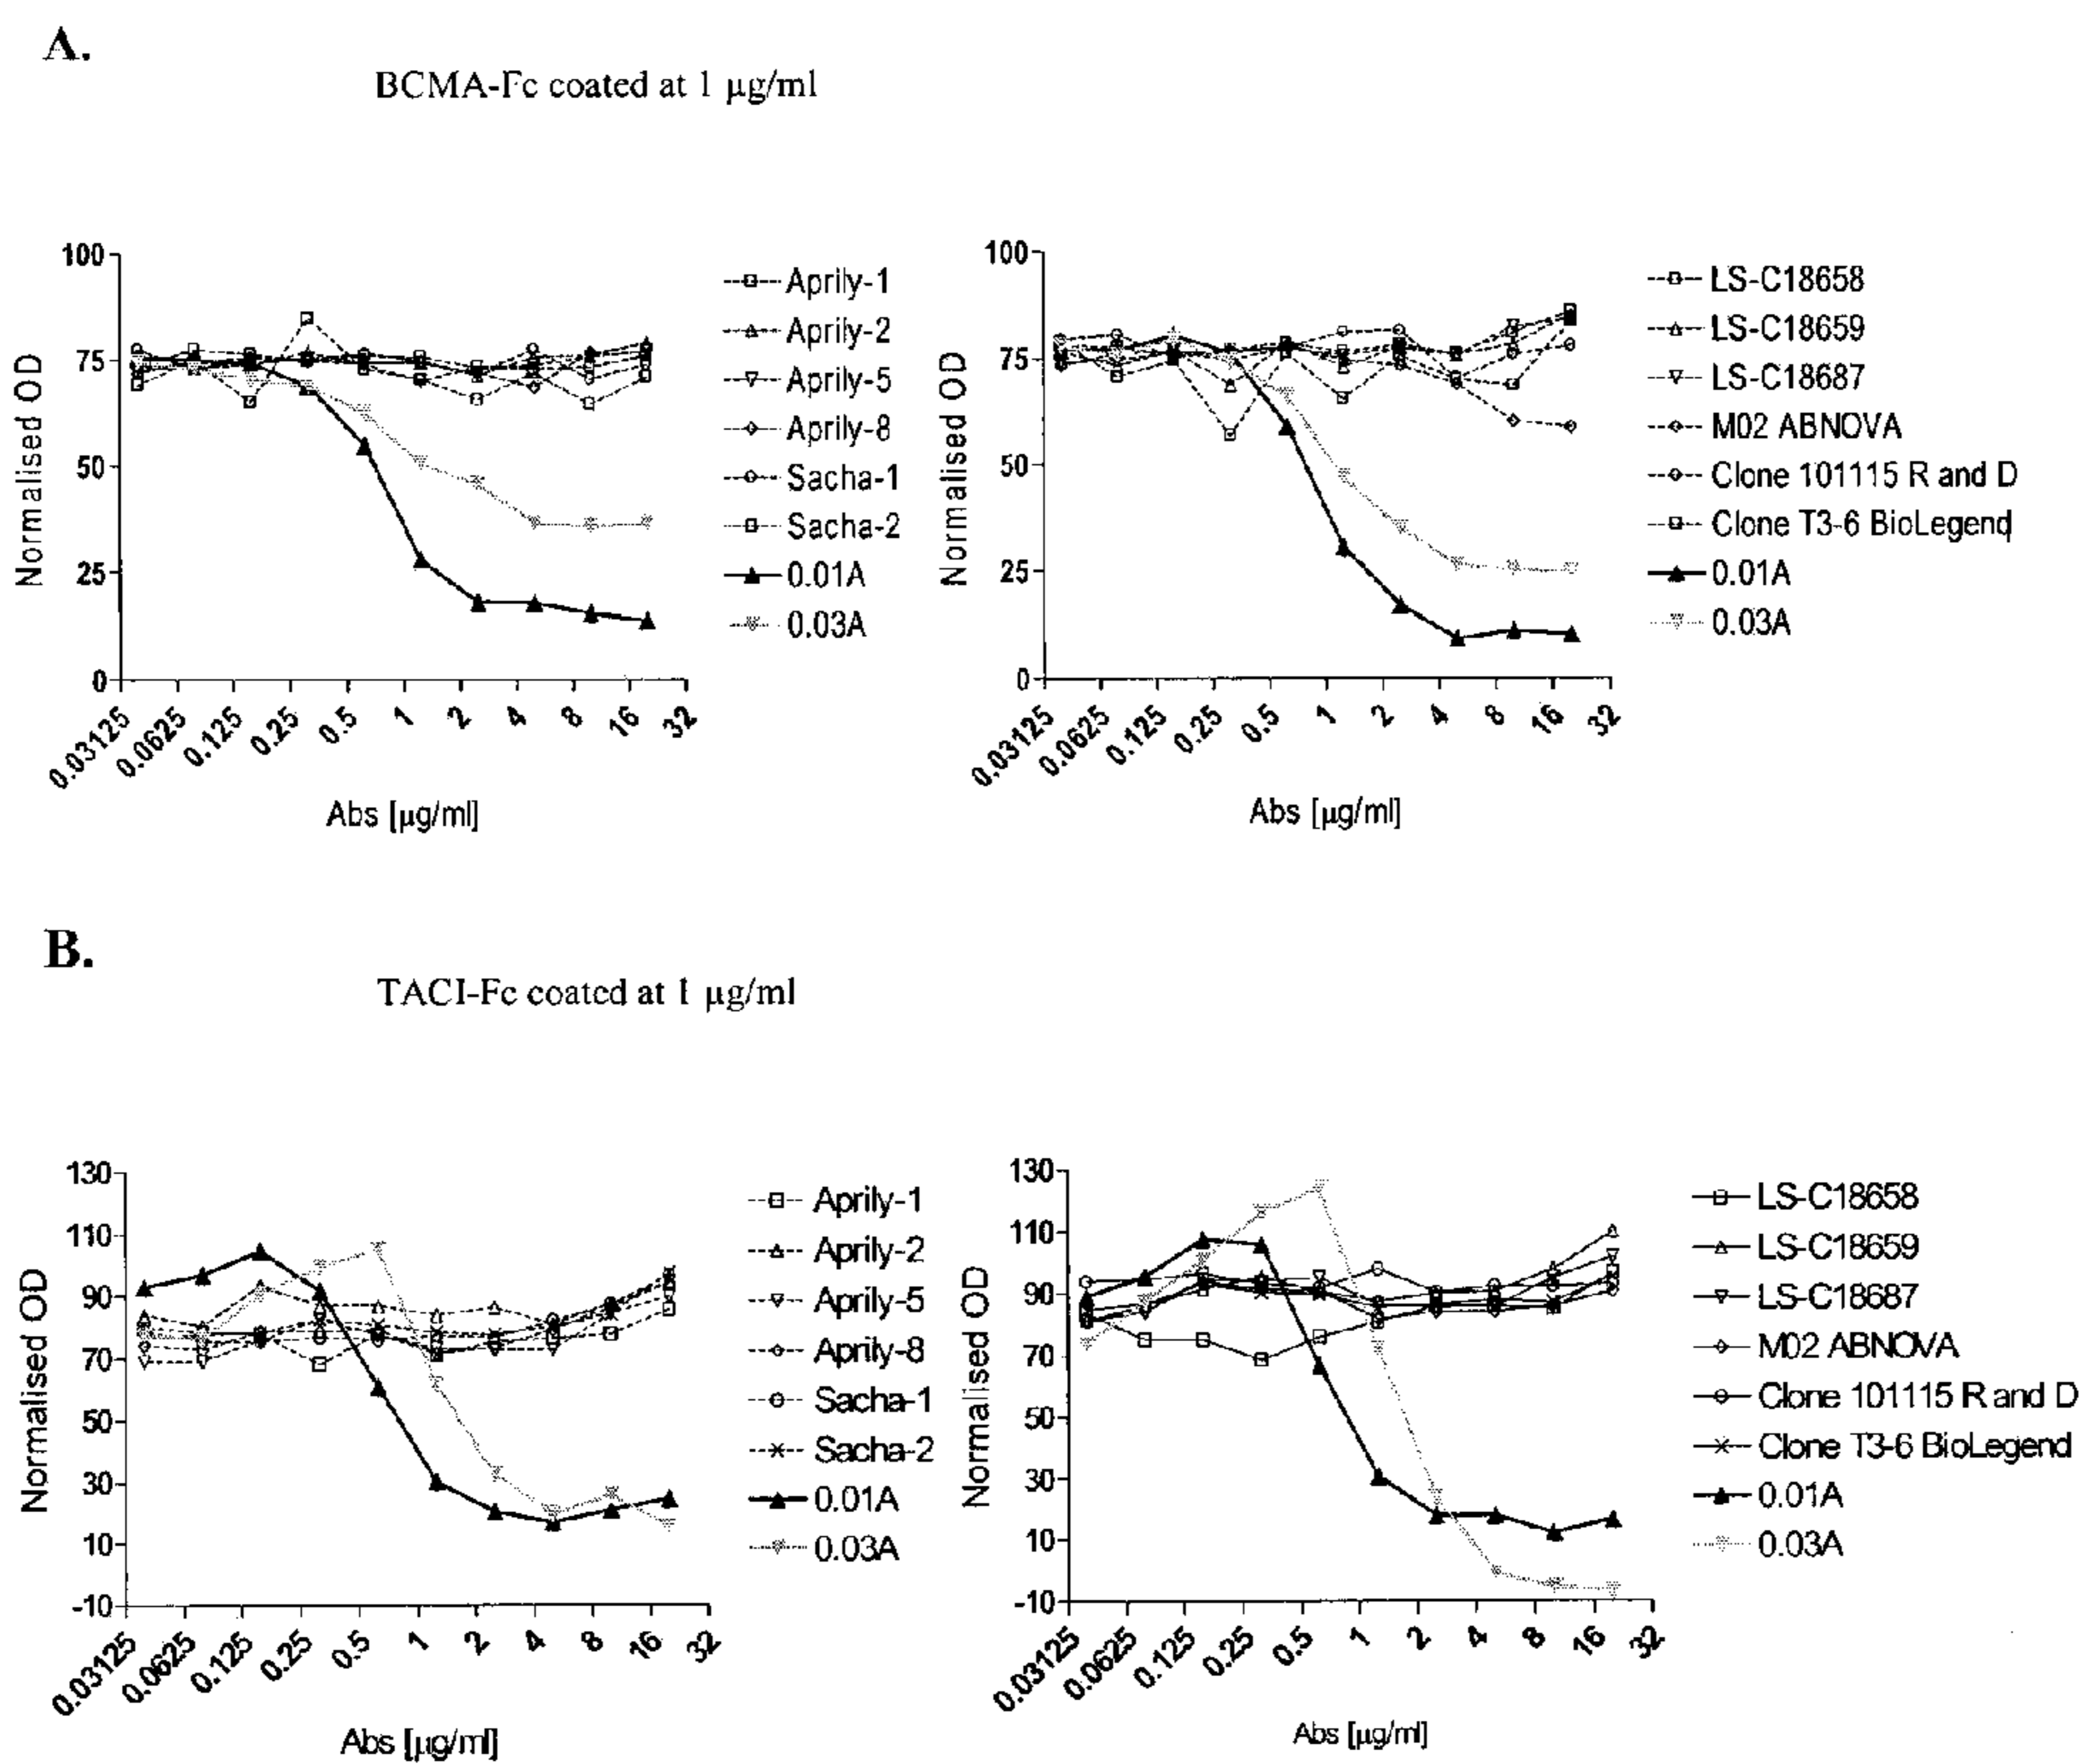 A.
BCMA-Fc coated at 1 µg/ml
Normalised OD
100
75
50
25
0
0.03125
0.0625
0.125
0.25
0.5
1
2
4
8
16
32
Abs [µg/ml]
Aprily-1
Aprily-2
Aprily-5
Aprily-8
Sacha-1
Sacha-2
0.01A
0.03A
Normalised OD
100
75
50
25
0
0.03125
0.0625
0.125
0.25
0.5
1
2
4
8
16
32
Abs [µg/ml]
LS-C18658
LS-C18659
LS-C18687
M02 ABNOVA
Clone 101115 R and D
Clone T3-6 BioLegend
0.01A
0.03A
B.
TACI-Fc coated at 1 µg/ml
Normalised OD
130
110
90
70
50
30
10
-10
0.03125
0.0625
0.125
0.25
0.5
1
2
4
8
16
32
Abs [µg/ml]
Aprily-1
Aprily-2
Aprily-5
Aprily-8
Sacha-1
Sacha-2
0.01A
0.03A
Normalised OD
130
110
90
70
50
30
10
-10
0.03125
0.0625
0.125
0.25
0.5
1
2
4
8
16
32
Abs [µg/ml]
LS-C18658
LS-C18659
LS-C18687
M02 ABNOVA
Clone 101115 R and D
Clone T3-6 BioLegend
0.01A
0.03A